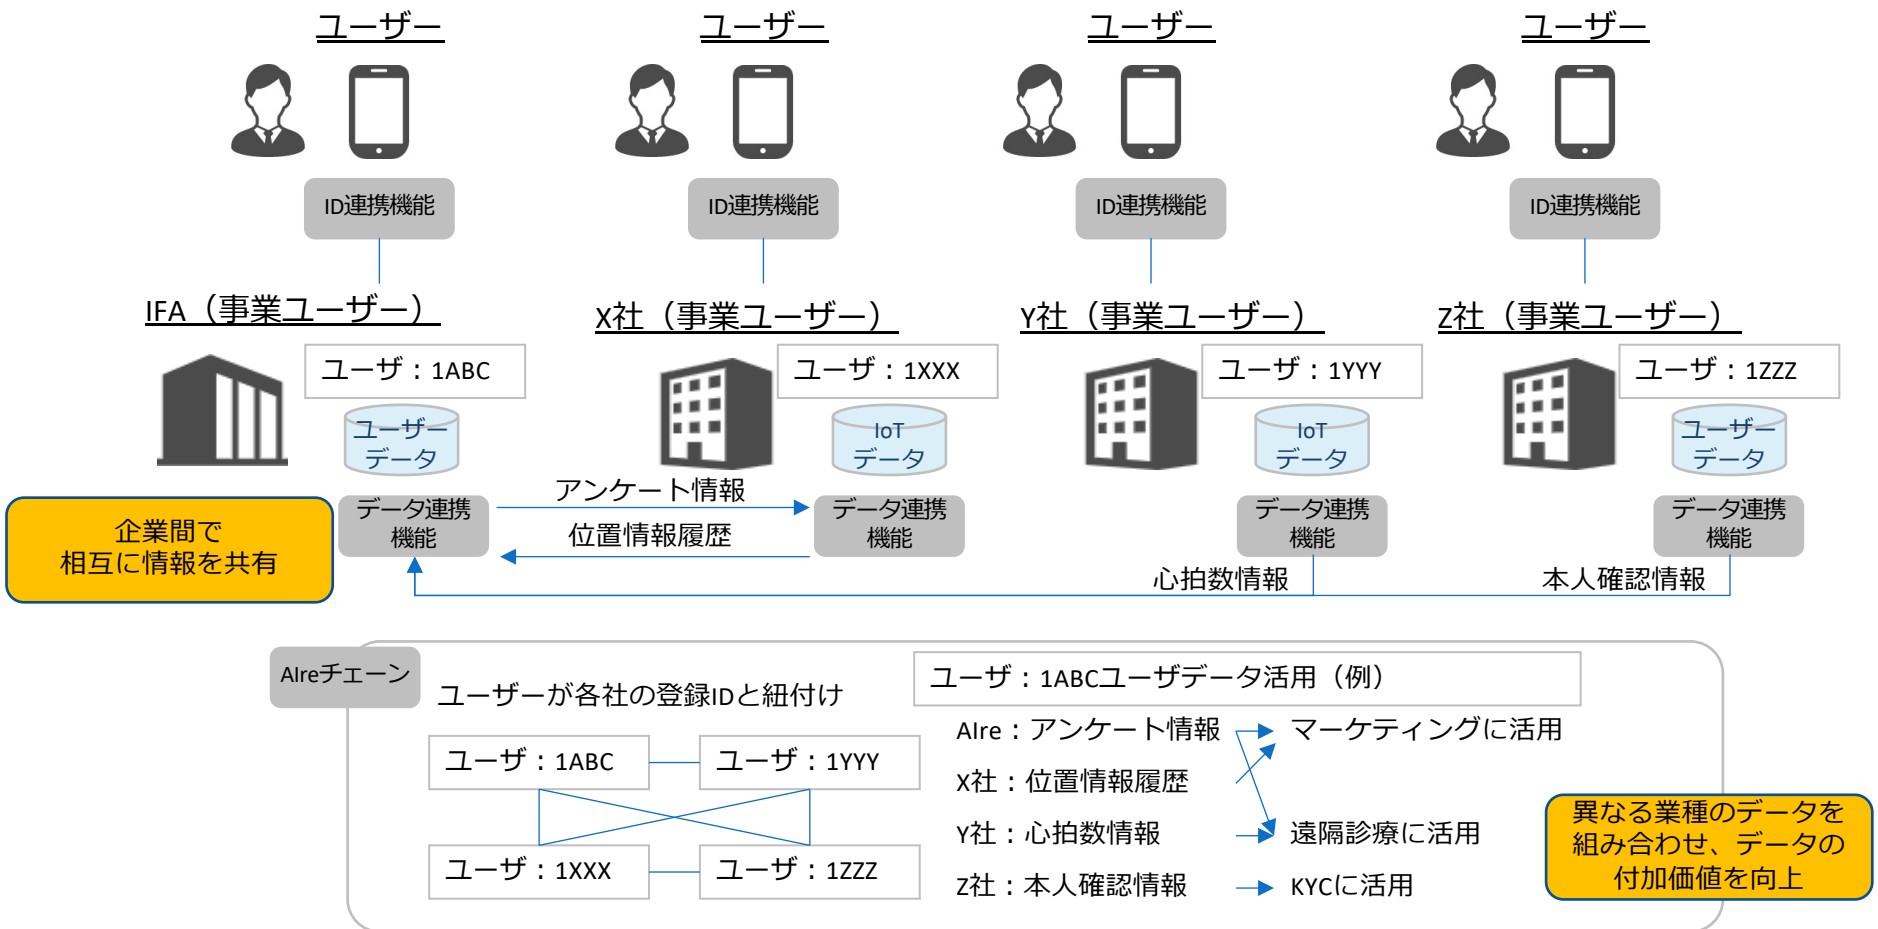 ユーザー
ユーザー
ユーザー
ユーザー
ID連携機能
ID連携機能
ID連携機能
ID連携機能
IFA（事業ユーザー）
X社（事業ユーザー）
Y社（事業ユーザー）
Z社（事業ユーザー）
ユーザ：1ABC
ユーザ：1XXX
ユーザ：1YYY
ユーザ：1ZZZ
ユーザー
データ
IoT
データ
IoT
データ
ユーザー
データ
企業間で
相互に情報を共有
データ連携
機能
アンケート情報
位置情報履歴
データ連携
機能
データ連携
機能
データ連携
機能
心拍数情報
本人確認情報
AIreチェーン
ユーザーが各社の登録IDと紐付け
ユーザ：1ABC
ユーザ：1YYY
ユーザ：1XXX
ユーザ：1ZZZ
ユーザ：1ABCユーザデータ活用（例）
AIre：アンケート情報
マーケティングに活用
X社：位置情報履歴
Y社：心拍数情報
遠隔診療に活用
Z社：本人確認情報
KYCに活用
異なる業種のデータを
組み合わせ、データの
付加価値を向上